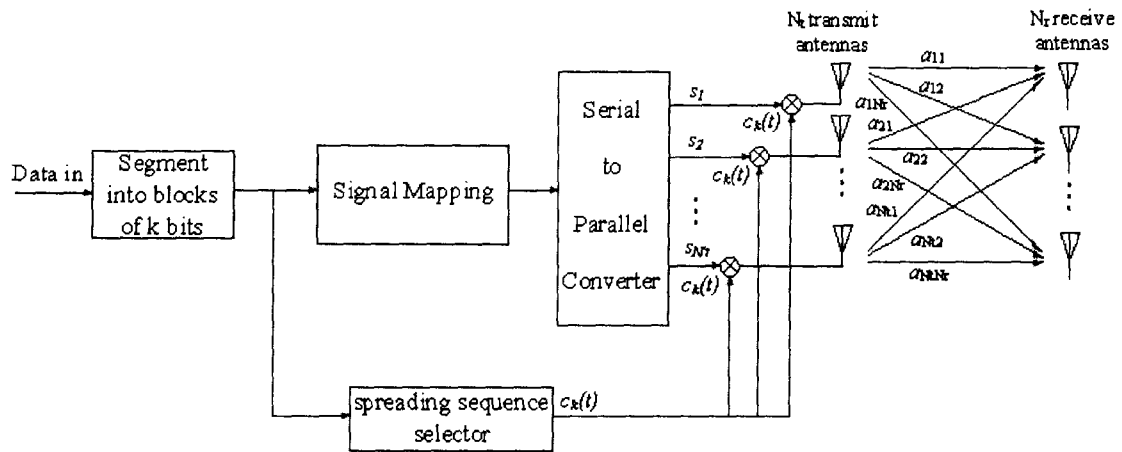 Nt transmit
antennas
Nr receive
antennas
a11
a12
a1Nr
a21
a22
a2Nr
aNt1
aNt2
aNtNr
Data in
Segment
into blocks
of k bits
Signal Mapping
Serial
to
Parallel
Converter
s1
ck(t)
s2
ck(t)
sNT
ck(t)
spreading sequence
selector
ck(t)